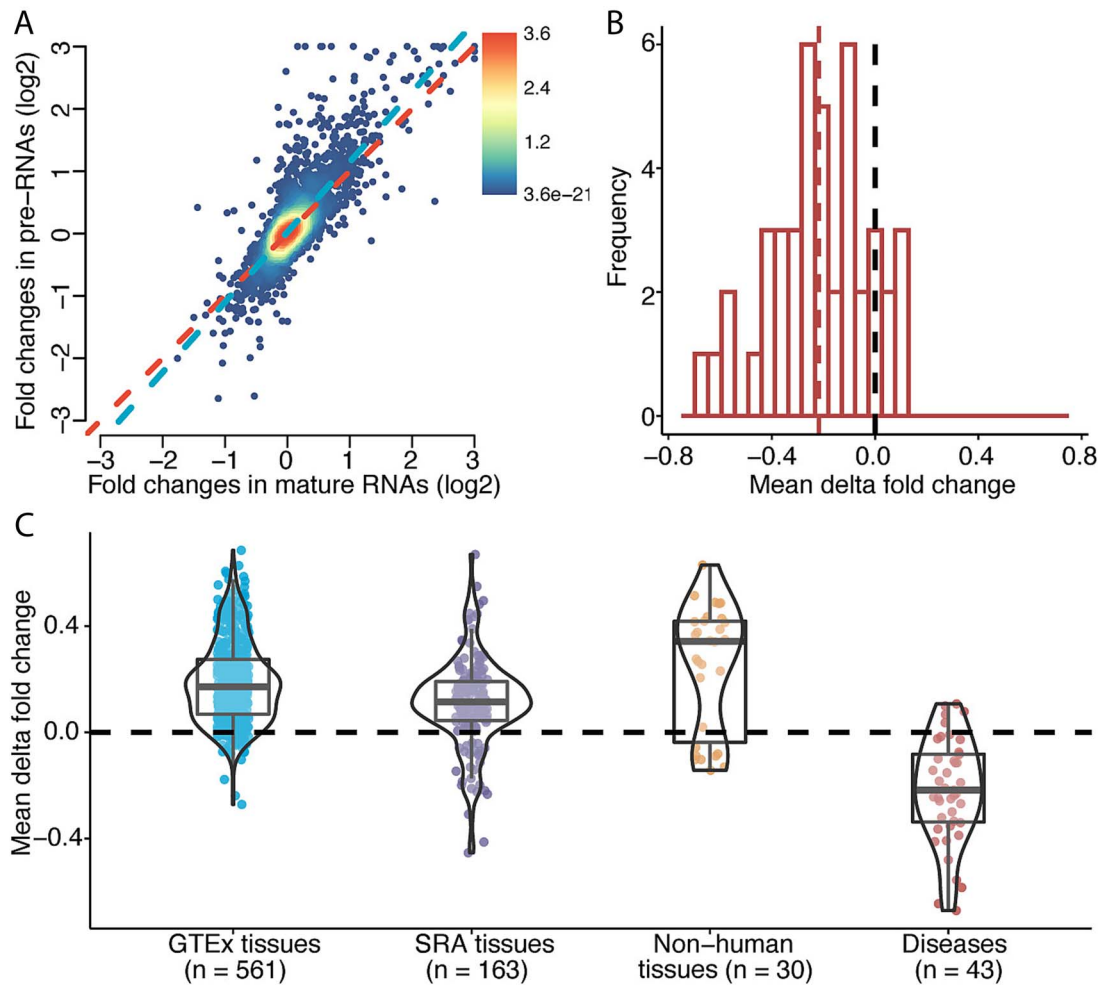 A
Fold changes in pre−RNAs (log2)
3
2
1
0
−1
−2
−3
−3
−2
−1
0
1
2
3
Fold changes in mature RNAs (log2)
3.6
2.4
1.2
3.6e−21
B
Frequency
6
4
2
0
−0.8
−0.4
0.0
0.4
0.8
Mean delta fold change
C
Mean delta fold change
0.4
0.0
−0.4
GTEx tissues
(n = 561)
SRA tissues
(n = 163)
Non−human
tissues (n = 30)
Diseases
(n = 43)